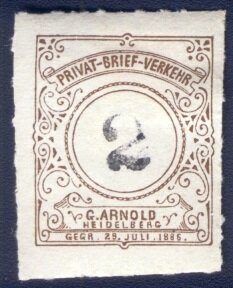 PRIVAT-BRIEF-VERKEHR
2
G. ARNOLD
HEIDELBERG
GEGR. 29. JULI. 1886.